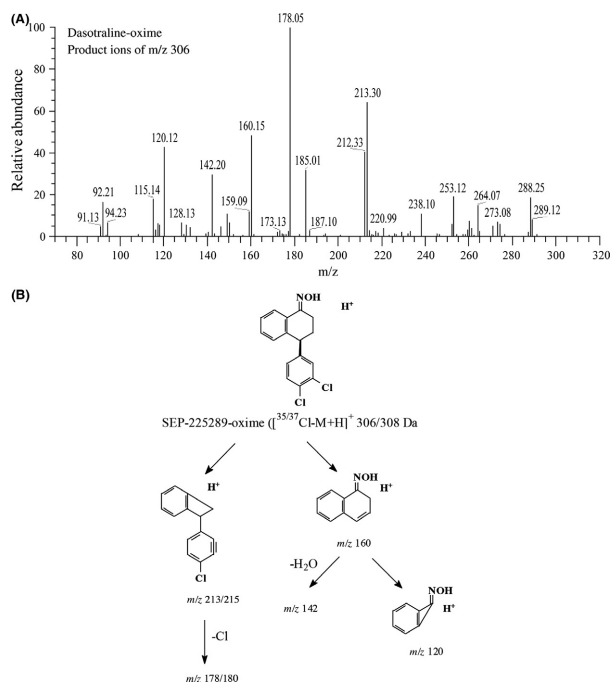 (A)
Dasotraline-oxime
Product ions of m/z 306
Relative abundance
100
80
60
40
20
0
178.05
213.30
160.15
120.12
212.33
185.01
142.20
92.21
115.14
159.09
253.12
264.07
288.25
91.13
94.23
128.13
173.13
187.10
220.99
238.10
273.08
289.12
80 100 120 140 160 180 200 220 240 260 280 300 320
m/z
(B)
NOH
H+
Cl
Cl
SEP-225289-oxime ([35/37Cl-M+H]+ 306/308 Da
H+
Cl
m/z 213/215
-Cl
m/z 178/180
NOH
H+
m/z 160
-H2O
m/z 142
NOH
H+
m/z 120